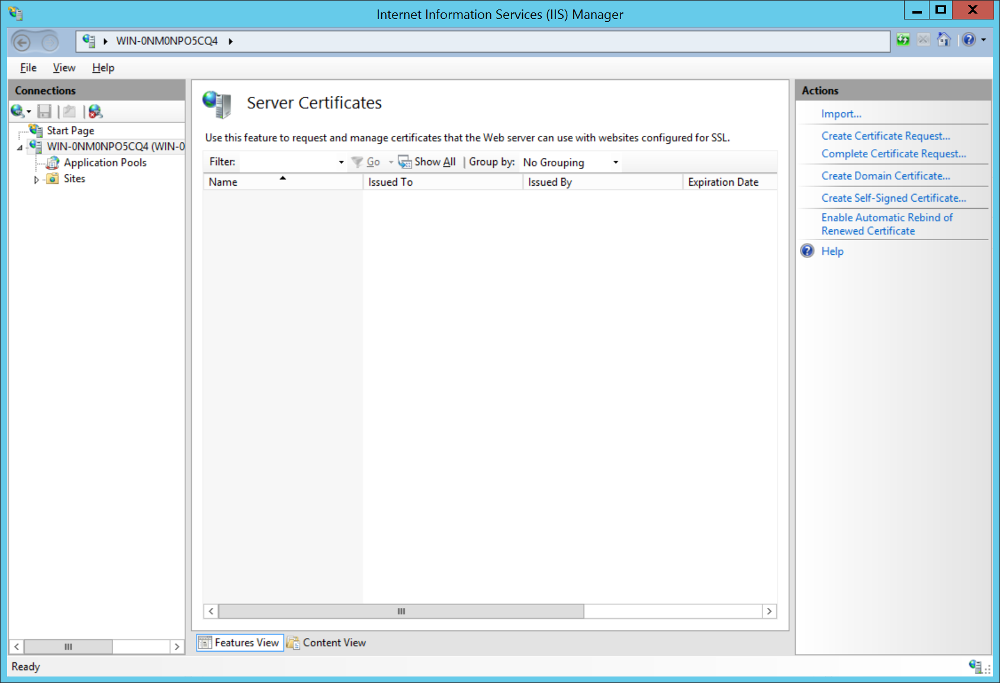 Internet Information Services (IIS) Manager
WIN-0NM0NPO5CQ4
File View Help
Connections
Start Page
WIN-0NM0NPO5CQ4 (WIN-0
Application Pools
Sites
Server Certificates
Use this feature to request and manage certificates that the Web server can use with websites configured for SSL.
Filter: Go Show All Group by: No Grouping
Name Issued To Issued By Expiration Date
Features View Content View
Actions
Import...
Create Certificate Request...
Complete Certificate Request...
Create Domain Certificate...
Create Self-Signed Certificate...
Enable Automatic Rebind of
Renewed Certificate
Help
Ready